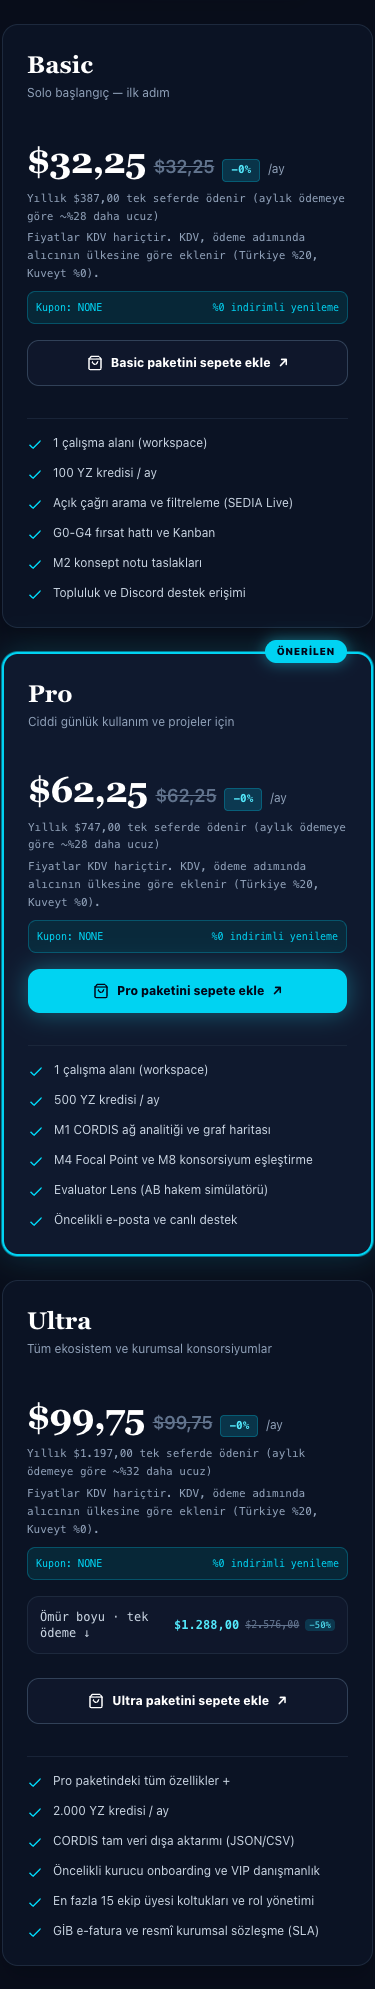 Basic
Solo başlangıç — ilk adım
$32,25 $32,25 −0% /ay
Yıllık $387,00 tek seferde ödenir (aylık ödemeye
göre ~%28 daha ucuz)
Fiyatlar KDV hariçtir. KDV, ödeme adımında
alıcının ülkesine göre eklenir (Türkiye %20,
Kuveyt %0).
Kupon: NONE %0 indirimli yenileme
Basic paketini sepete ekle ↗
1 çalışma alanı (workspace)
100 YZ kredisi / ay
Açık çağrı arama ve filtreleme (SEDIA Live)
G0-G4 fırsat hattı ve Kanban
M2 konsept notu taslakları
Topluluk ve Discord destek erişimi
ÖNERİLEN
Pro
Ciddi günlük kullanım ve projeler için
$62,25 $62,25 −0% /ay
Yıllık $747,00 tek seferde ödenir (aylık ödemeye
göre ~%28 daha ucuz)
Fiyatlar KDV hariçtir. KDV, ödeme adımında
alıcının ülkesine göre eklenir (Türkiye %20,
Kuveyt %0).
Kupon: NONE %0 indirimli yenileme
Pro paketini sepete ekle ↗
1 çalışma alanı (workspace)
500 YZ kredisi / ay
M1 CORDIS ağ analitiği ve graf haritası
M4 Focal Point ve M8 konsorsiyum eşleştirme
Evaluator Lens (AB hakem simülatörü)
Öncelikli e-posta ve canlı destek
Ultra
Tüm ekosistem ve kurumsal konsorsiyumlar
$99,75 $99,75 −0% /ay
Yıllık $1.197,00 tek seferde ödenir (aylık
ödemeye göre ~%32 daha ucuz)
Fiyatlar KDV hariçtir. KDV, ödeme adımında
alıcının ülkesine göre eklenir (Türkiye %20,
Kuveyt %0).
Kupon: NONE %0 indirimli yenileme
Ömür boyu · tek
ödeme ↓
$1.288,00 $2.576,00 −50%
Ultra paketini sepete ekle ↗
Pro paketindeki tüm özellikler +
2.000 YZ kredisi / ay
CORDIS tam veri dışa aktarımı (JSON/CSV)
Öncelikli kurucu onboarding ve VIP danışmanlık
En fazla 15 ekip üyesi koltukları ve rol yönetimi
GİB e-fatura ve resmî kurumsal sözleşme (SLA)